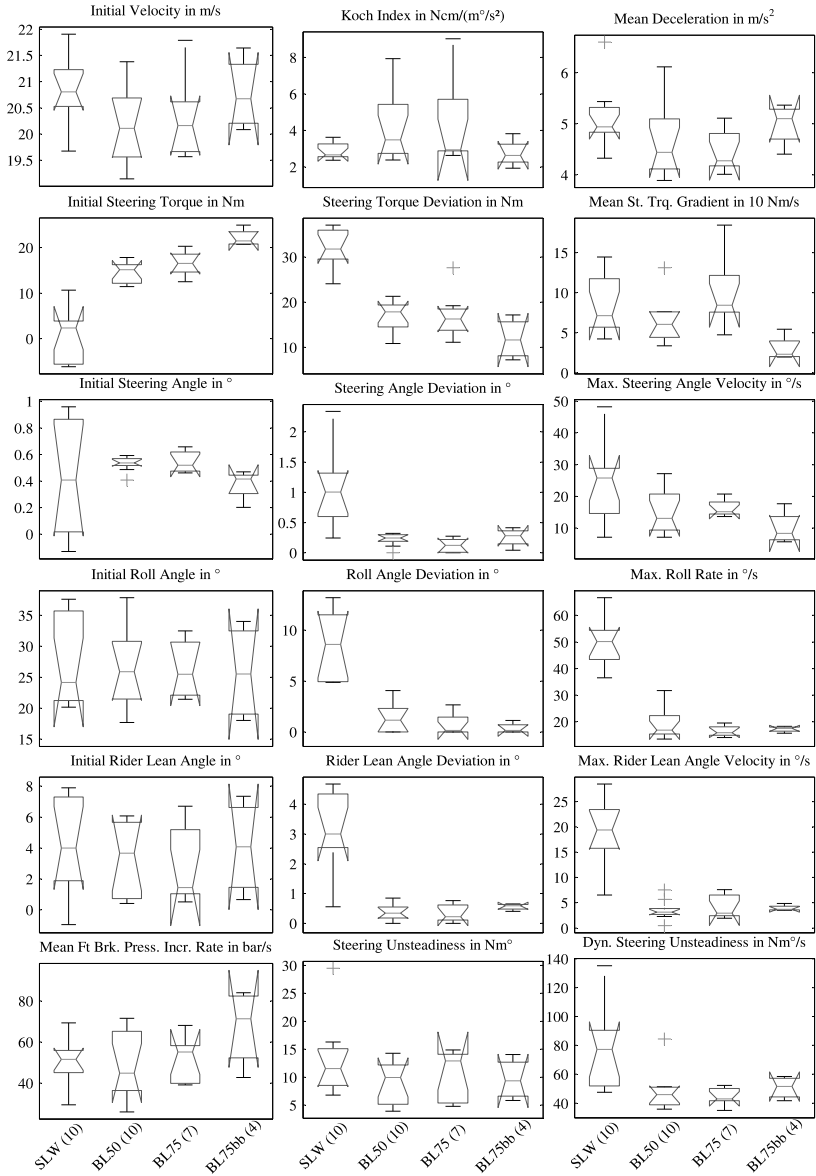 Initial Velocity in m/s
Koch Index in Ncm/(m°/s²)
Mean Deceleration in m/s²
22
21.5
21
20.5
20
19.5
8
6
4
2
6
5
4
Initial Steering Torque in Nm
Steering Torque Deviation in Nm
Mean St. Trq. Gradient in 10 Nm/s
20
10
0
30
20
10
15
10
5
0
Initial Steering Angle in °
Steering Angle Deviation in °
Max. Steering Angle Velocity in °/s
1
0.8
0.6
0.4
0.2
0
2
1.5
1
0.5
0
50
40
30
20
10
Initial Roll Angle in °
Roll Angle Deviation in °
Max. Roll Rate in °/s
35
30
25
20
15
10
5
0
60
50
40
30
20
Initial Rider Lean Angle in °
Rider Lean Angle Deviation in °
Max. Rider Lean Angle Velocity in °/s
8
6
4
2
0
4
3
2
1
0
25
20
15
10
5
0
Mean Ft Brk. Press. Incr. Rate in bar/s
Steering Unsteadiness in Nm°
Dyn. Steering Unsteadiness in Nm°/s
80
60
40
30
25
20
15
10
5
140
120
100
80
60
40
SLW (10)
BL50 (10)
BL75 (7)
BL75bb (4)
SLW (10)
BL50 (10)
BL75 (7)
BL75bb (4)
SLW (10)
BL50 (10)
BL75 (7)
BL75bb (4)